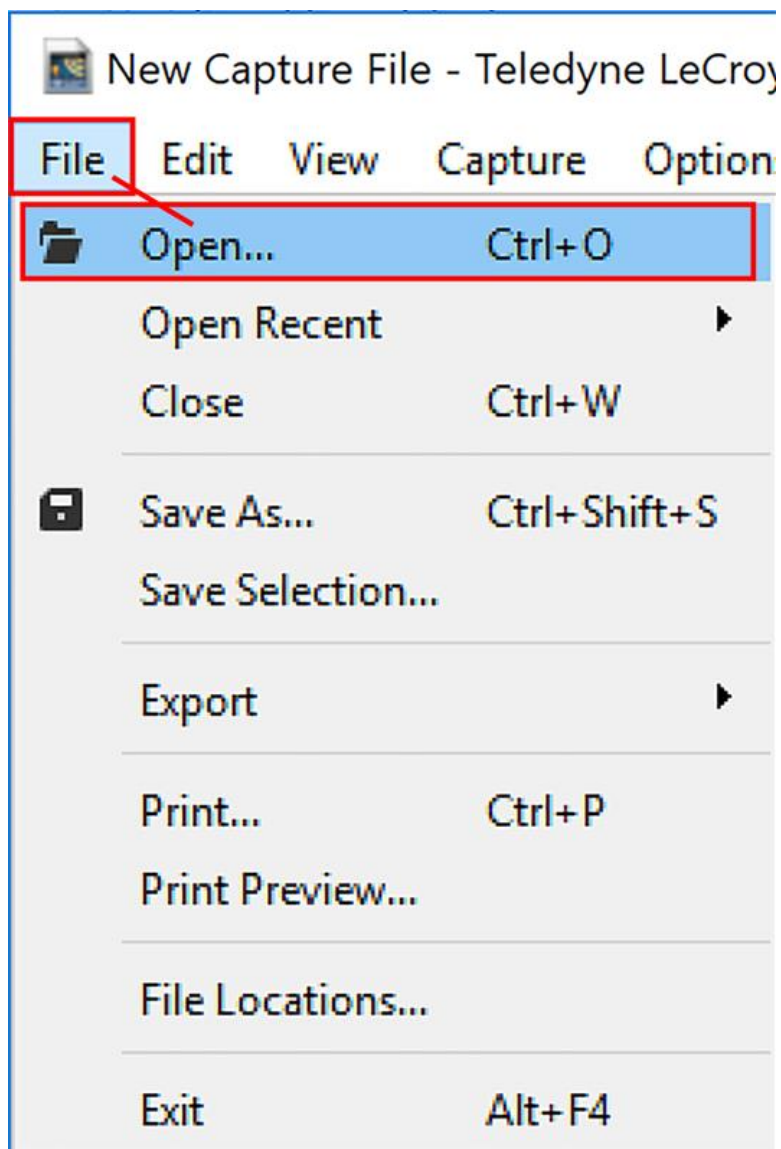 New Capture File - Teledyne LeCroy
File Edit View Capture Option
Open... Ctrl+O
Open Recent
Close Ctrl+W
Save As... Ctrl+Shift+S
Save Selection...
Export
Print... Ctrl+P
Print Preview...
File Locations...
Exit Alt+F4